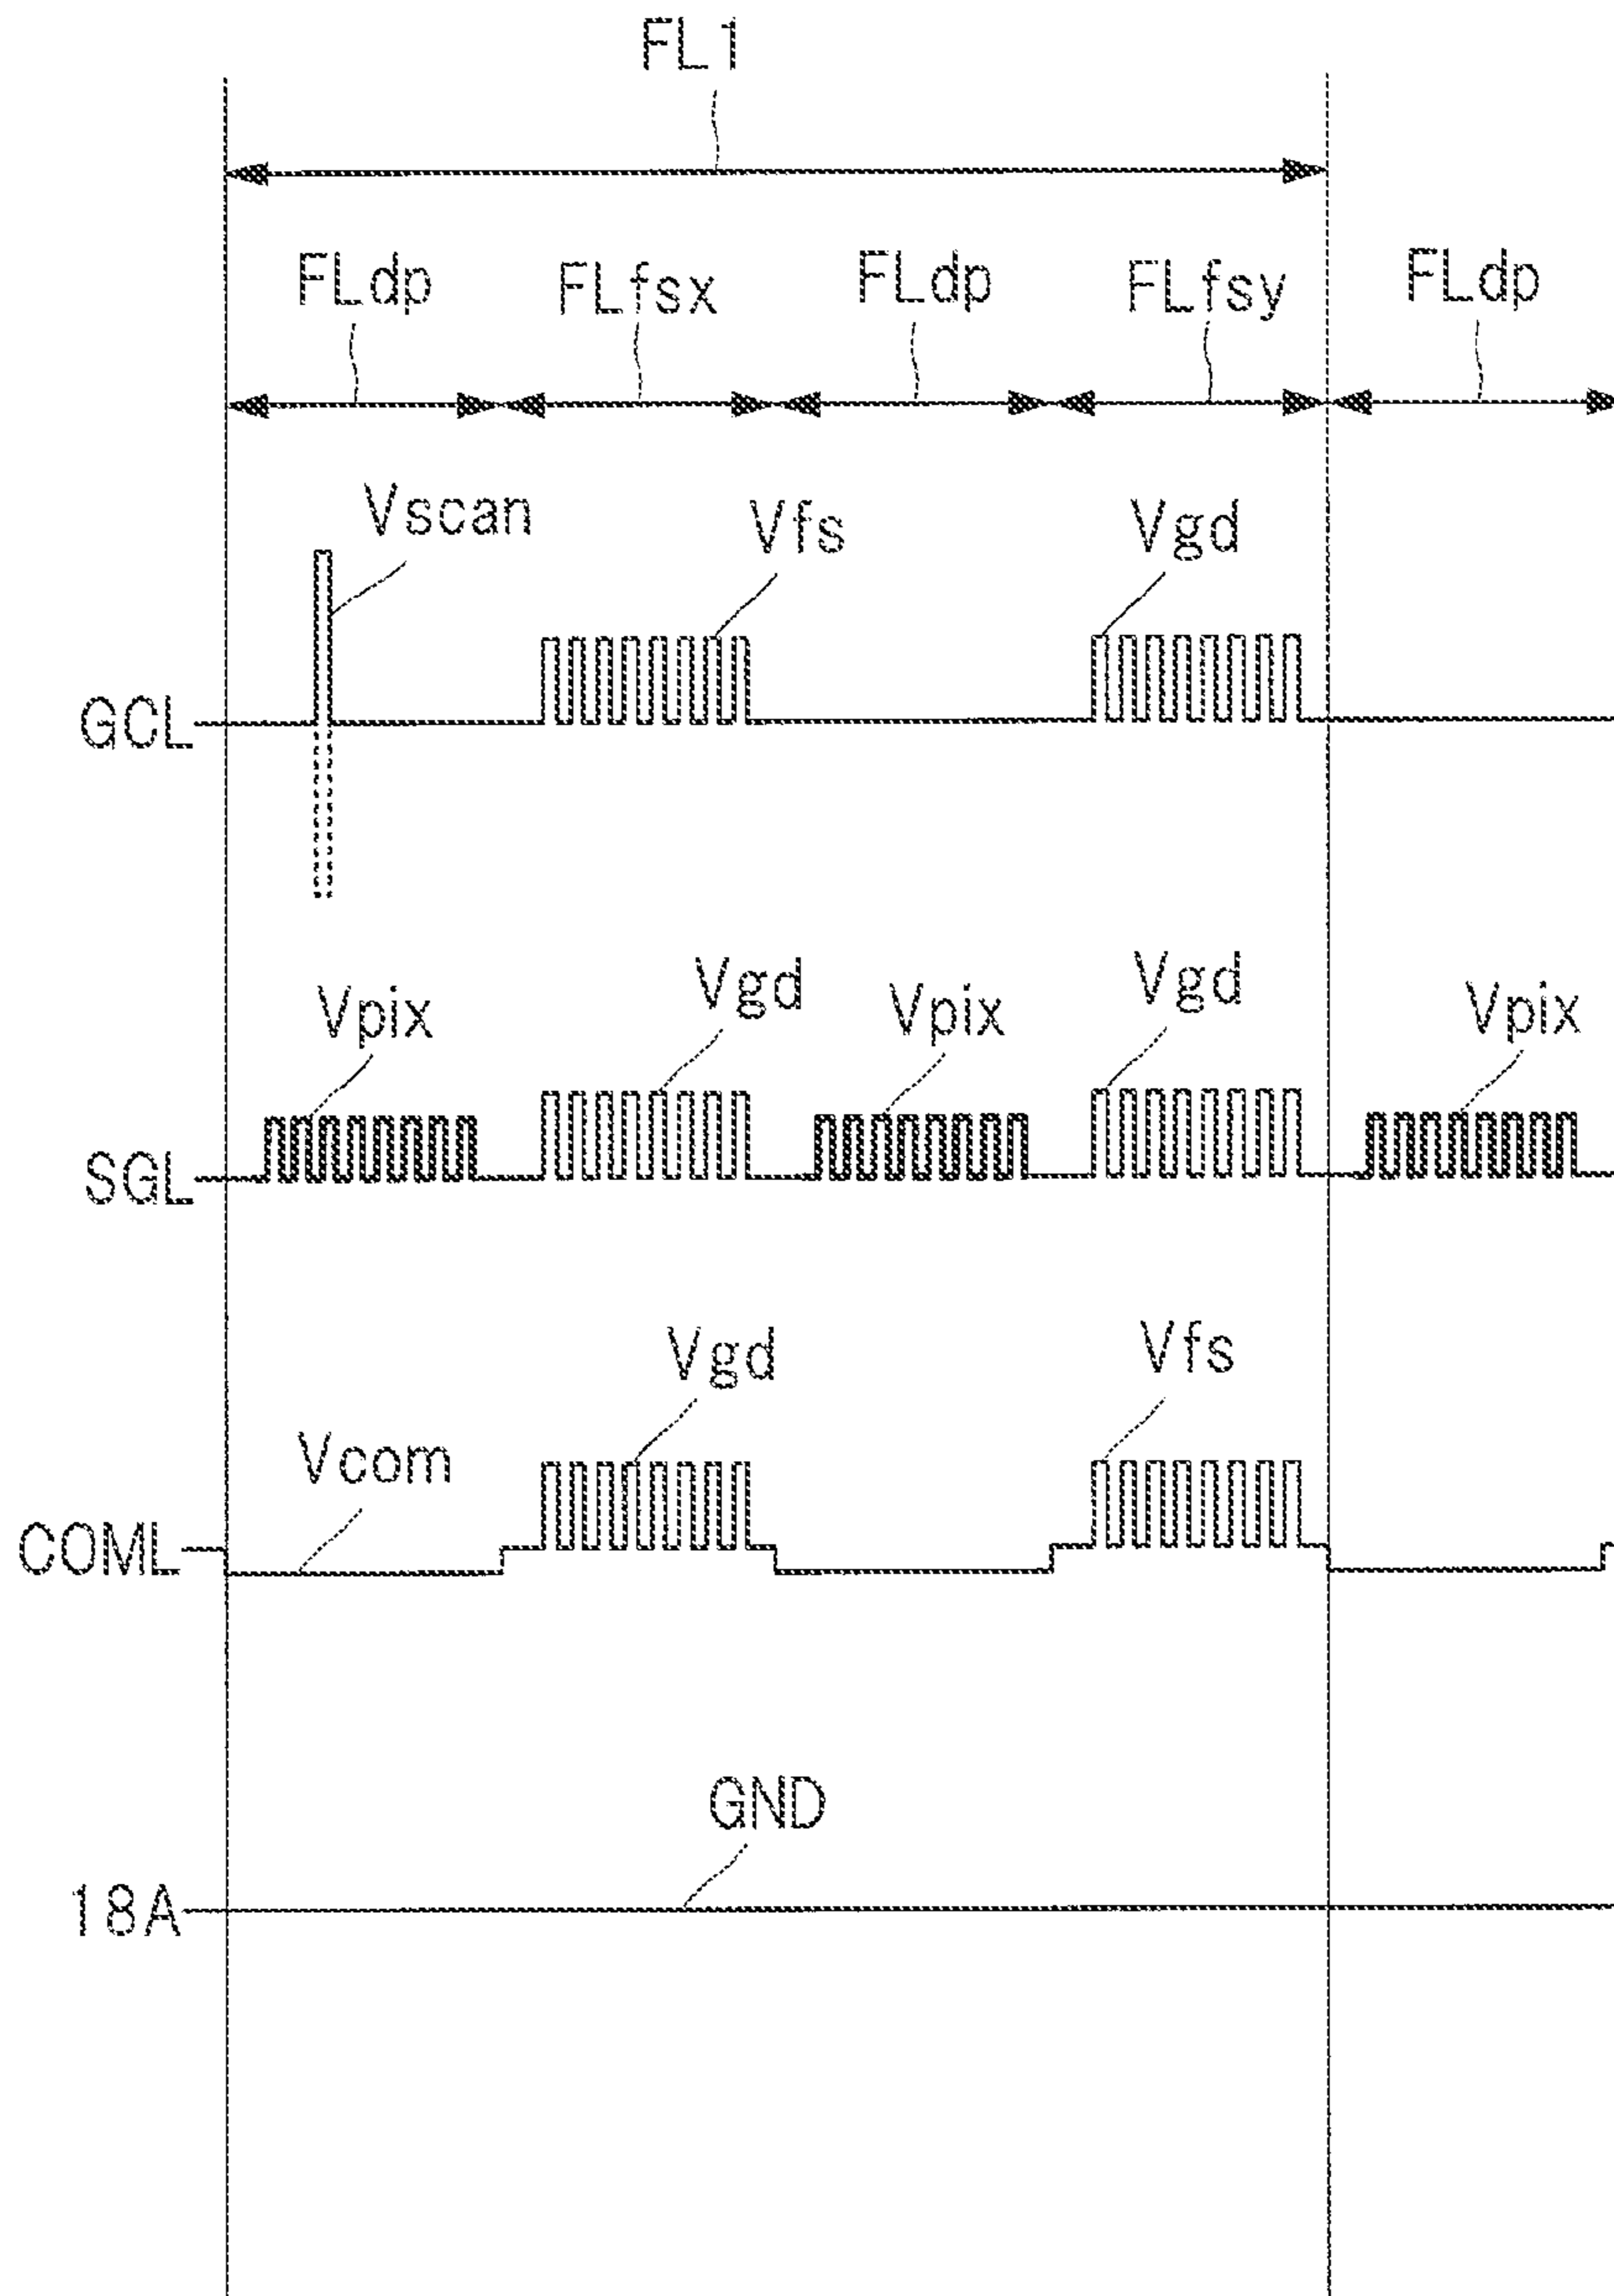 FL1
FLdp FLfsx FLdp FLfsy FLdp
Vscan Vfs Vgd
GCL
Vgd Vgd
Vpix Vpix Vpix
SGL
Vgd Vfs
Vcom
COML
GND
18A